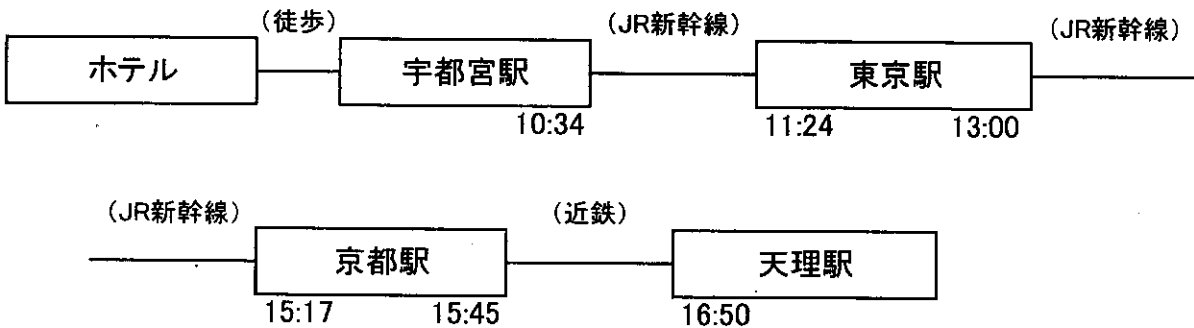 (徒歩) (JR新幹線) (JR新幹線)
ホテル 宇都宮駅 東京駅
10:34 11:24 13:00
(JR新幹線) (近鉄)
京都駅 天理駅
15:17 15:45 16:50